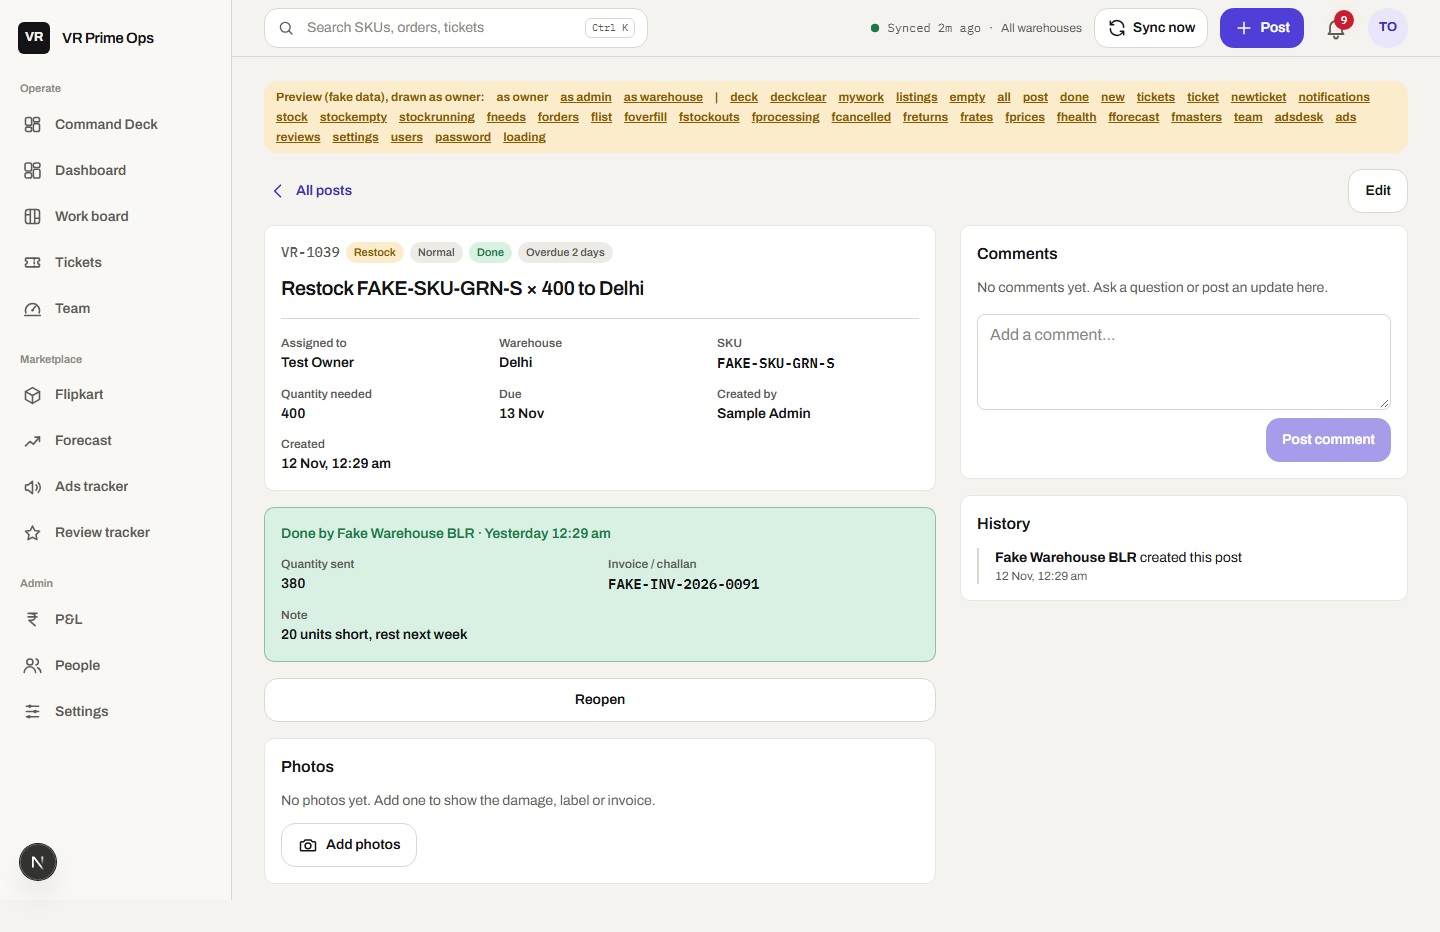 VR
VR Prime Ops
Operate
Command Deck
Dashboard
Work board
Tickets
Team
Marketplace
Flipkart
Forecast
Ads tracker
Review tracker
Admin
P&L
People
Settings
N
Search SKUs, orders, tickets
Ctrl K
Synced 2m ago · All warehouses
Sync now
Post
9
TO
Preview (fake data), drawn as owner: as owner as admin as warehouse | deck deckclear mywork listings empty all post done new tickets ticket newticket notifications
stock stockempty stockrunning fneeds forders flist foverfill fstockouts fprocessing fcancelled freturns frates fprices fhealth fforecast fmasters team adsdesk ads
reviews settings users password loading
All posts
Edit
VR-1039 Restock Normal Done Overdue 2 days
Restock FAKE-SKU-GRN-S × 400 to Delhi
Assigned to
Test Owner
Warehouse
Delhi
SKU
FAKE-SKU-GRN-S
Quantity needed
400
Due
13 Nov
Created by
Sample Admin
Created
12 Nov, 12:29 am
Done by Fake Warehouse BLR · Yesterday 12:29 am
Quantity sent
380
Invoice / challan
FAKE-INV-2026-0091
Note
20 units short, rest next week
Reopen
Photos
No photos yet. Add one to show the damage, label or invoice.
Add photos
Comments
No comments yet. Ask a question or post an update here.
Add a comment...
Post comment
History
Fake Warehouse BLR created this post
12 Nov, 12:29 am